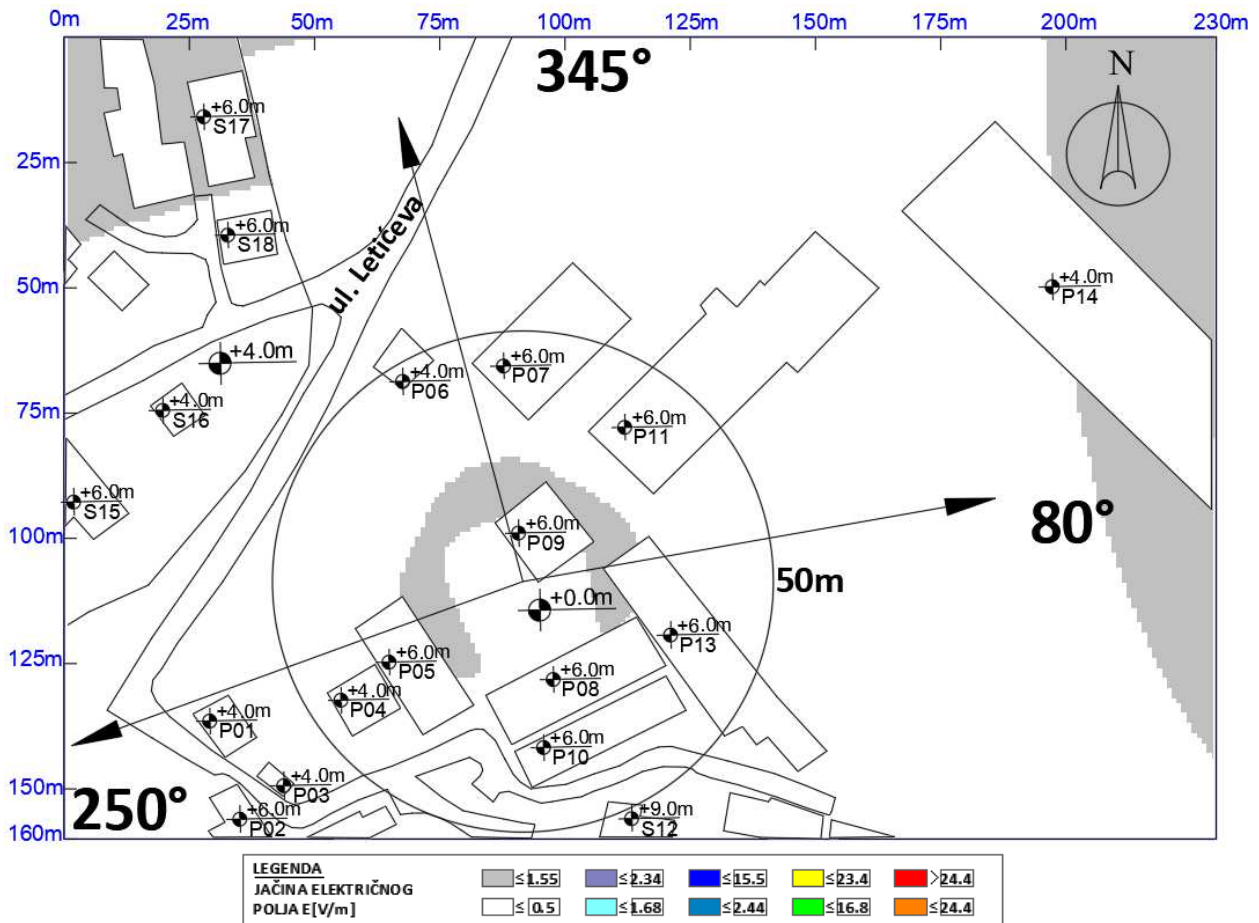 0m 25m 50m 75m 100m 125m 150m 175m 200m 230m
345°
N
+6.0m
S17
25m
+6.0m
S18
ul. Letićeva
50m
+4.0m
P14
+4.0m
+4.0m
P06
+6.0m
P07
75m
+4.0m
S16
+6.0m
P11
+6.0m
S15
100m
+6.0m
P09
80°
50m
+0.0m
125m
+6.0m
P05
+6.0m
P13
+6.0m
P08
+4.0m
P04
+4.0m
P01
+6.0m
P10
150m
+4.0m
P03
250°
+6.0m
P02
+9.0m
S12
160m
LEGENDA
JAČINA ELEKTRIČNOG
POLJA E[V/m]
≤1.55 ≤2.34 ≤15.5 ≤23.4 >24.4
≤ 0.5 ≤1.68 ≤2.44 ≤16.8 ≤24.4